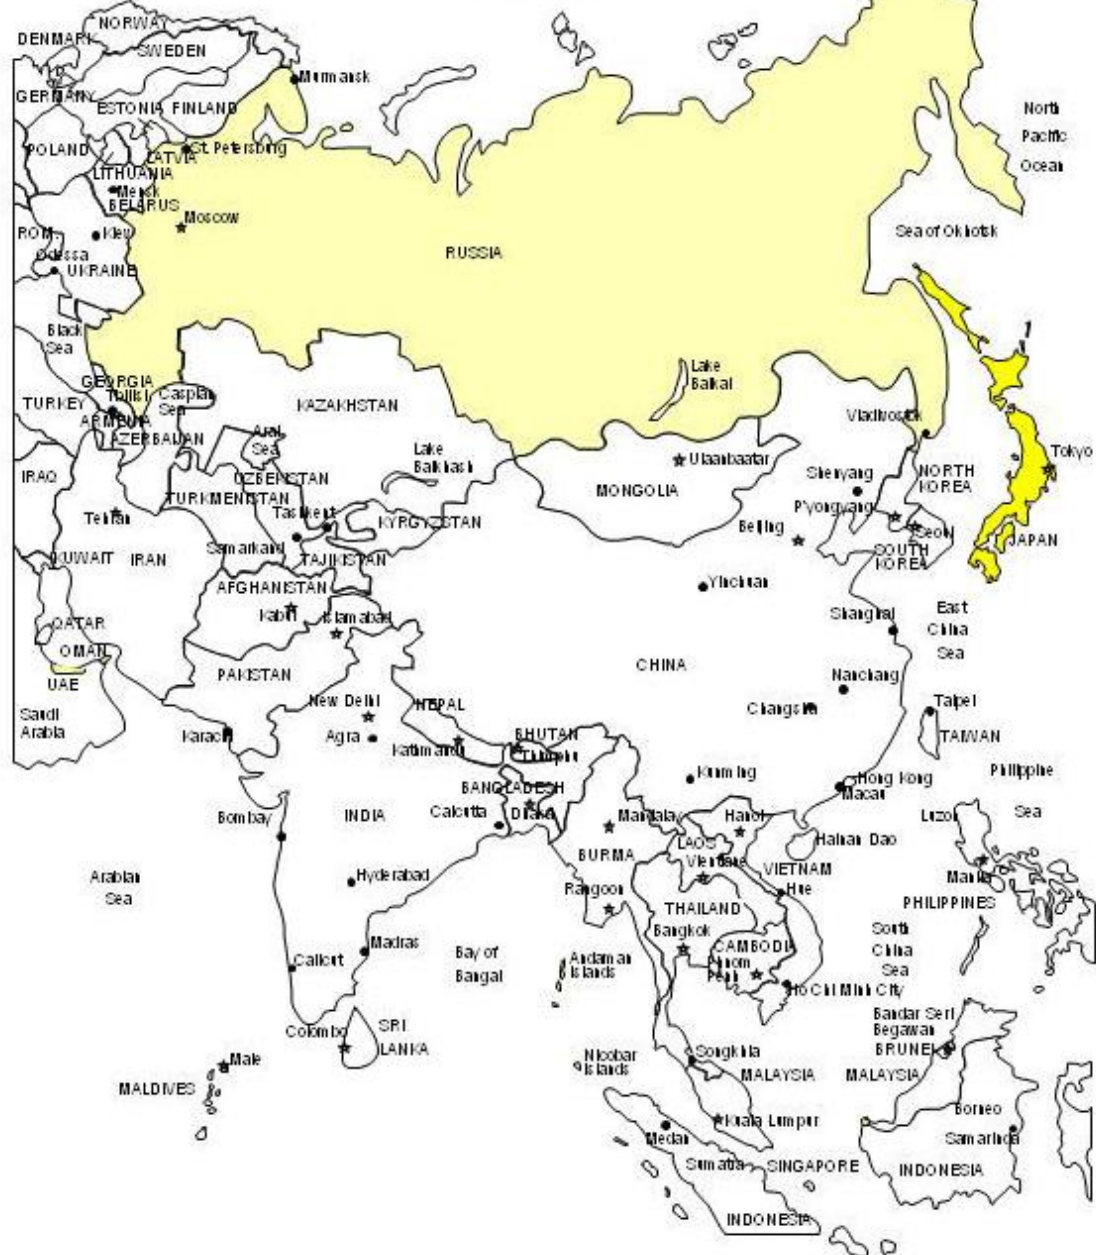 NORWAY
DENMARK
SWEDEN
Murmansk
GERMANY
ESTONIA FINLAND
North
Pacific
Ocean
POLAND
LATVIA
St. Petersburg
LITHUANIA
Mensk
BELARUS
Moscow
ROM.
Kiev
RUSSIA
Sea of Okhotsk
Odessa
UKRAINE
Black
Sea
1
GEORGIA
Tbilisi
Caspian
Sea
Lake
Baikal
TURKEY
ARMENIA
AZERBAIJAN
KAZAKHSTAN
Vladivostok
Aral
Sea
Lake
Balkhash
Ulaanbaatar
Tokyo
IRAQ
UZBEKISTAN
TURKMENISTAN
MONGOLIA
Shenyang
NORTH
KOREA
Tehran
Tashkent
KYRGYZSTAN
P'yongyang
Beijing
Seoul
JAPAN
Samarkand
TAJIKISTAN
SOUTH
KOREA
KUWAIT
IRAN
AFGHANISTAN
Kabul
Islamabad
Yinchuan
Shanghai
East
China
Sea
QATAR
OMAN
UAE
PAKISTAN
CHINA
Nanchang
New Delhi
NEPAL
Changsha
Taipei
TAIWAN
Saudi
Arabia
Karachi
Agra
Katmandu
BHUTAN
Thimphu
Kunming
Hong Kong
Macau
Philippine
Sea
BANGLADESH
Bombay
INDIA
Calcutta
Dhaka
Mandalay
Hanoi
Hainan Dao
Luzon
BURMA
LAOS
Vientiane
VIETNAM
Arabian
Sea
Hyderabad
Rangoon
Hue
Manila
PHILIPPINES
THAILAND
Bangkok
CAMBODIA
Phnom
Penh
South
China
Sea
Calicut
Madras
Bay of
Bangal
Andaman
Islands
Ho Chi Minh City
Bandar Seri
Begawan
BRUNEI
Colombo
SRI
LANKA
Male
MALDIVES
Nicobar
Islands
Songkhla
MALAYSIA
MALAYSIA
Borneo
Kuala Lumpur
Medan
Samarinda
Sumatra
SINGAPORE
INDONESIA
INDONESIA